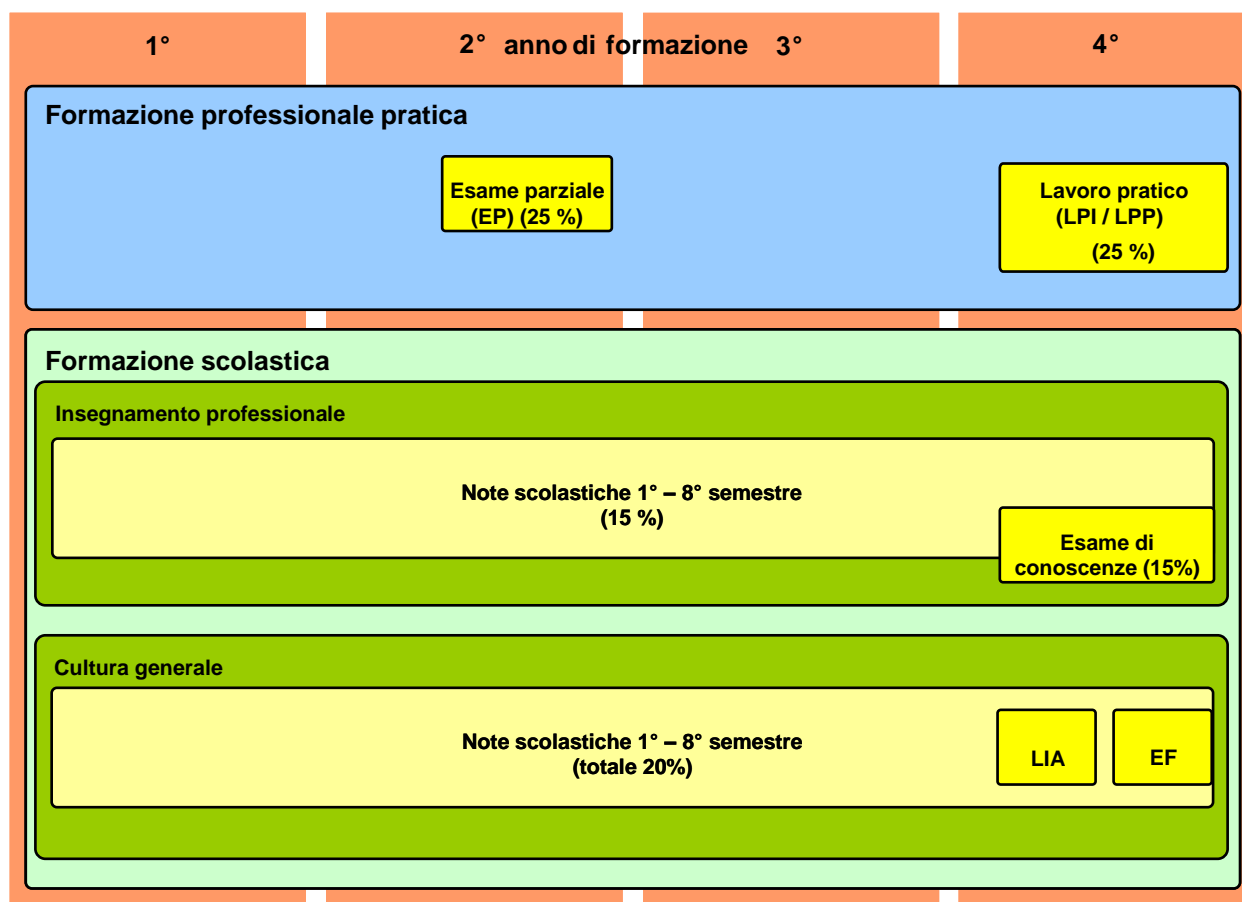 1° 2° anno di formazione 3° 4°
Formazione professionale pratica
Esame parziale
(EP) (25 %)
Lavoro pratico
(LPI / LPP)
(25 %)
Formazione scolastica
Insegnamento professionale
Note scolastiche 1° – 8° semestre
(15 %)
Esame di
conoscenze (15%)
Cultura generale
Note scolastiche 1° – 8° semestre
(totale 20%)
LIA
EF